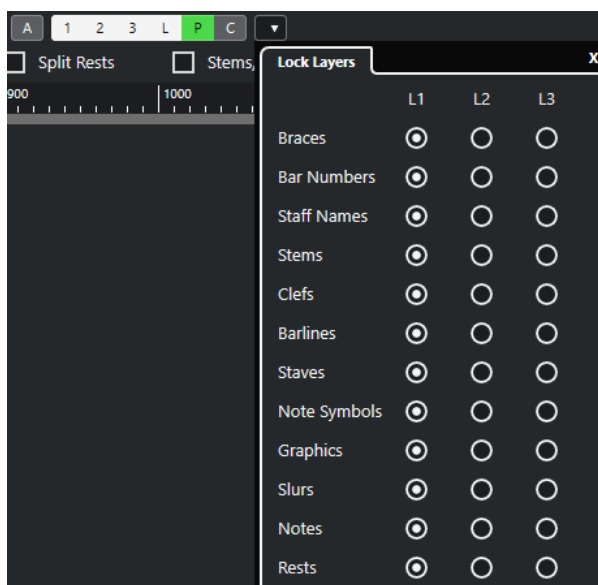 A 1 2 3 L P C ▼
Split Rests Stems/
Lock Layers X
900 1000
L1 L2 L3
Braces
Bar Numbers
Staff Names
Stems
Clefs
Barlines
Staves
Note Symbols
Graphics
Slurs
Notes
Rests